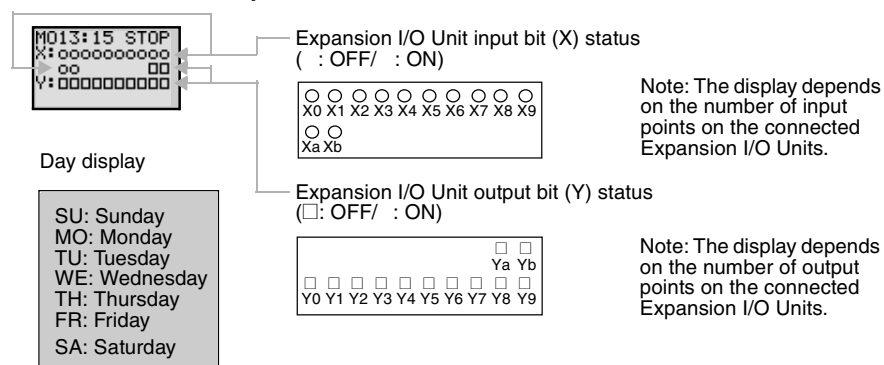 MO13:15 STOP
X:oooooooooo
oo □□
Y:□□□□□□□□□□
Expansion I/O Unit input bit (X) status
( : OFF/ : ON)
X0 X1 X2 X3 X4 X5 X6 X7 X8 X9
Xa Xb
Note: The display depends
on the number of input
points on the connected
Expansion I/O Units.
Day display
SU: Sunday
MO: Monday
TU: Tuesday
WE: Wednesday
TH: Thursday
FR: Friday
SA: Saturday
Expansion I/O Unit output bit (Y) status
(□: OFF/ : ON)
Ya Yb
Y0 Y1 Y2 Y3 Y4 Y5 Y6 Y7 Y8 Y9
Note: The display depends
on the number of output
points on the connected
Expansion I/O Units.